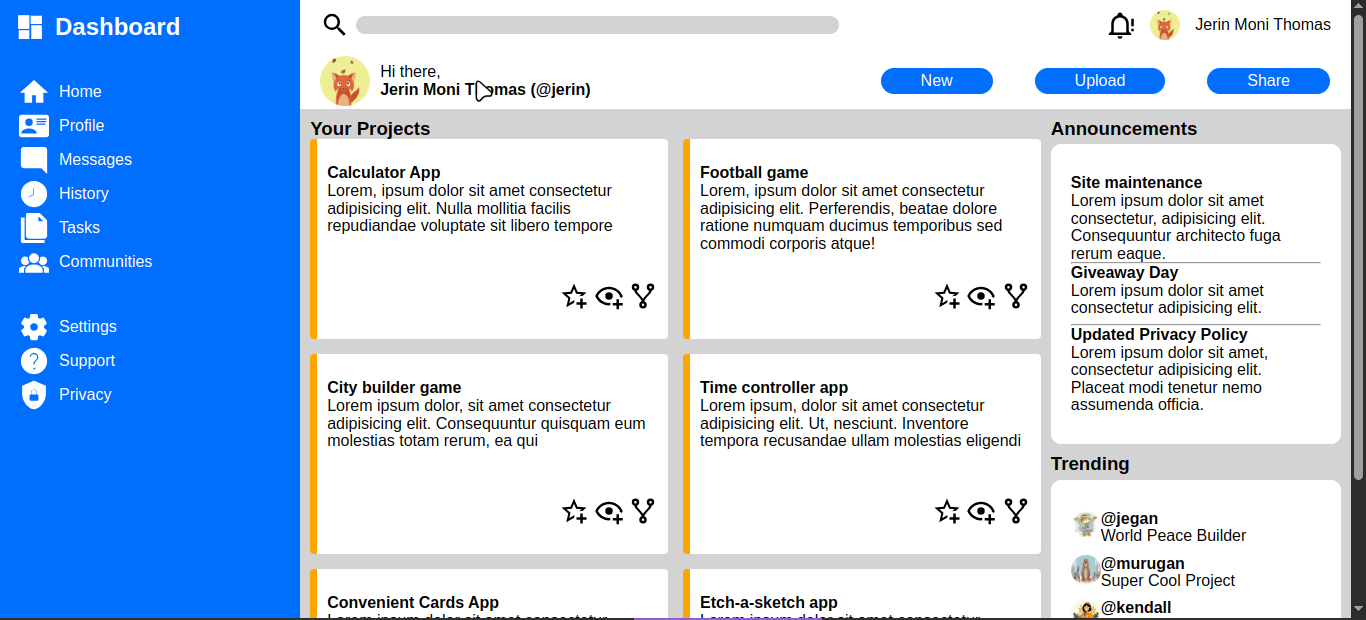 Dashboard
Home
Profile
Messages
History
Tasks
Communities
Settings
Support
Privacy
Jerin Moni Thomas
Hi there,
Jerin Moni Thomas (@jerin)
New
Upload
Share
Your Projects
Calculator App
Lorem, ipsum dolor sit amet consectetur
adipisicing elit. Nulla mollitia facilis
repudiandae voluptate sit libero tempore
Football game
Lorem, ipsum dolor sit amet consectetur
adipisicing elit. Perferendis, beatae dolore
ratione numquam ducimus temporibus sed
commodi corporis atque!
City builder game
Lorem ipsum dolor, sit amet consectetur
adipisicing elit. Consequuntur quisquam eum
molestias totam rerum, ea qui
Time controller app
Lorem ipsum, dolor sit amet consectetur
adipisicing elit. Ut, nesciunt. Inventore
tempora recusandae ullam molestias eligendi
Convenient Cards App
Etch-a-sketch app
Announcements
Site maintenance
Lorem ipsum dolor sit amet
consectetur, adipisicing elit.
Consequuntur architecto fuga
rerum eaque.
Giveaway Day
Lorem ipsum dolor sit amet
consectetur adipisicing elit.
Updated Privacy Policy
Lorem ipsum dolor sit amet,
consectetur adipisicing elit.
Placeat modi tenetur nemo
assumenda officia.
Trending
@jegan
World Peace Builder
@murugan
Super Cool Project
@kendall